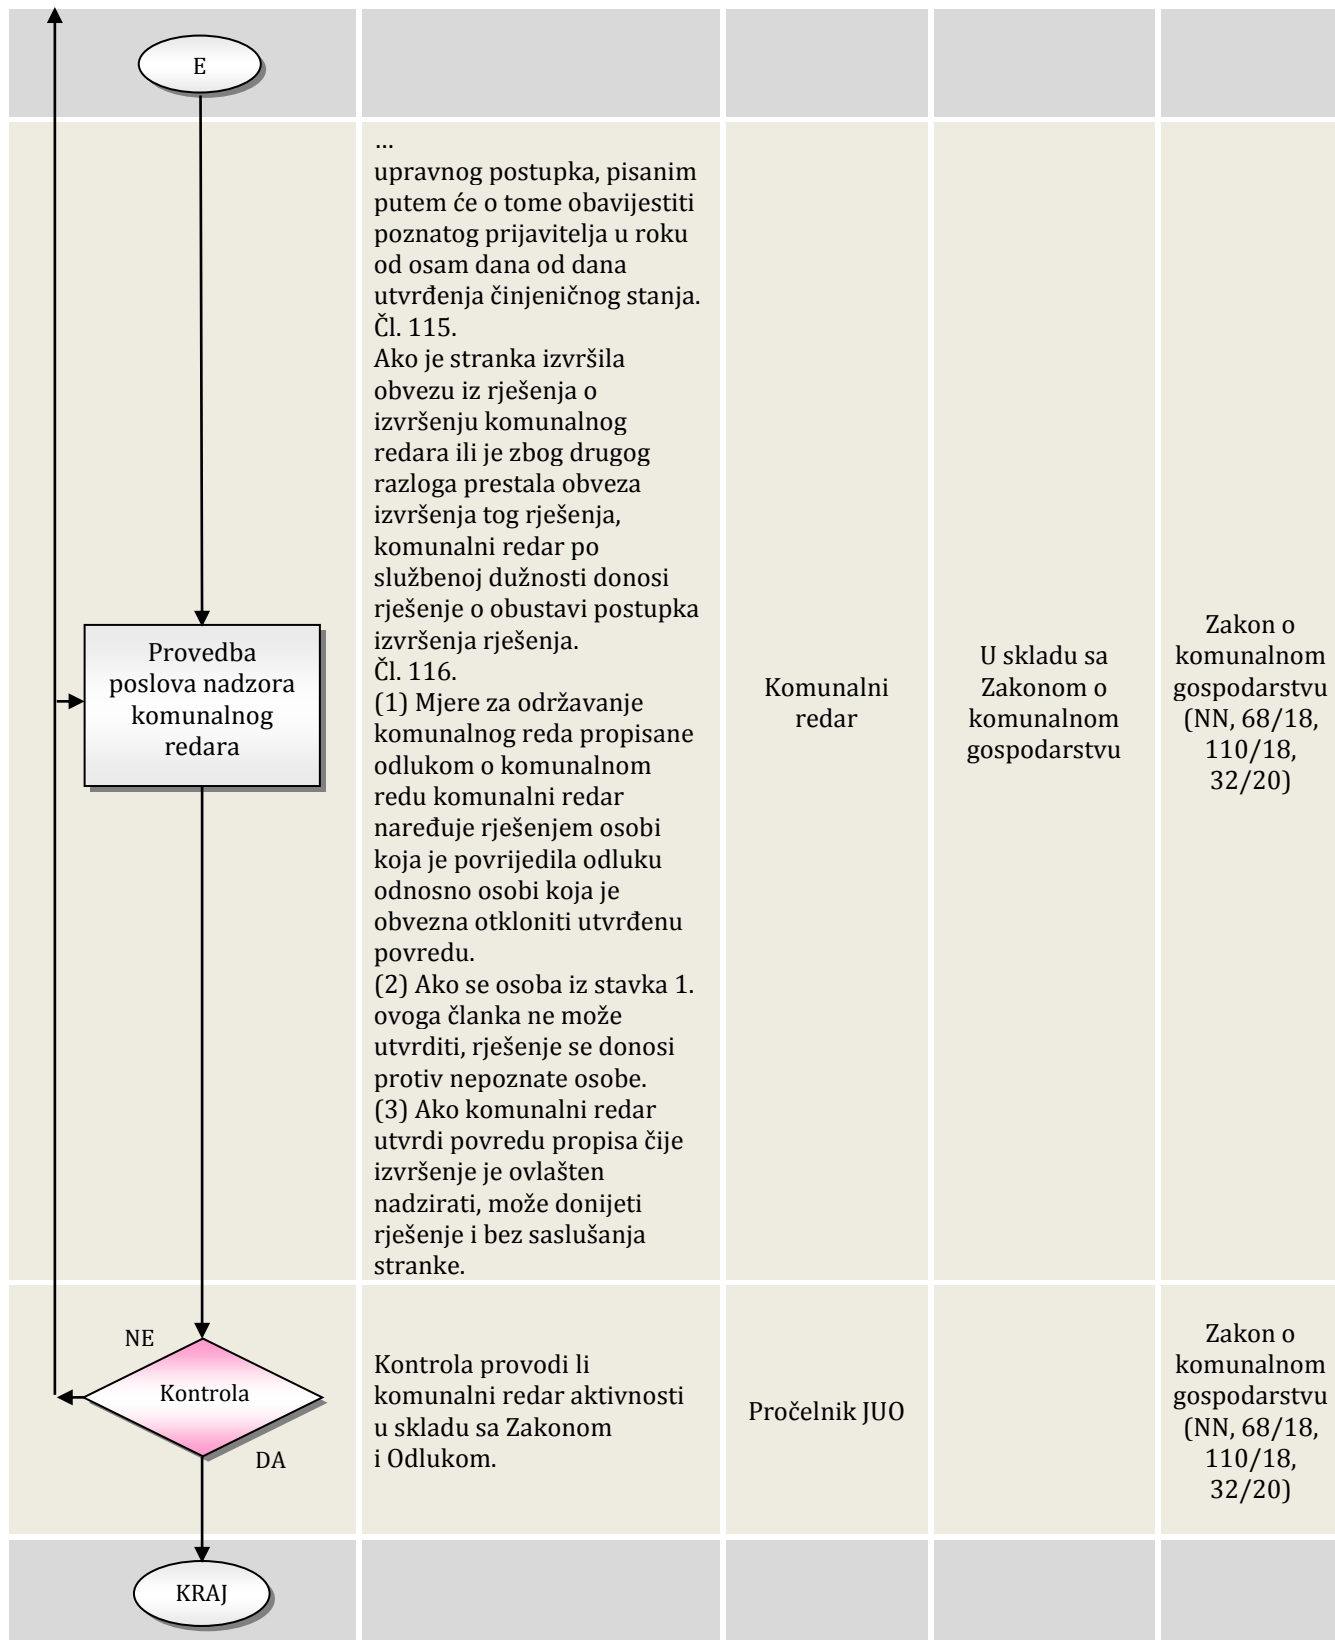 E
Provedba
poslova nadzora
komunalnog
redara
…
upravnog postupka, pisanim
putem će o tome obavijestiti
poznatog prijavitelja u roku
od osam dana od dana
utvrđenja činjeničnog stanja.
Čl. 115.
Ako je stranka izvršila
obvezu iz rješenja o
izvršenju komunalnog
redara ili je zbog drugog
razloga prestala obveza
izvršenja tog rješenja,
komunalni redar po
službenoj dužnosti donosi
rješenje o obustavi postupka
izvršenja rješenja.
Čl. 116.
(1) Mjere za održavanje
komunalnog reda propisane
odlukom o komunalnom
redu komunalni redar
naređuje rješenjem osobi
koja je povrijedila odluku
odnosno osobi koja je
obvezna otkloniti utvrđenu
povredu.
(2) Ako se osoba iz stavka 1.
ovoga članka ne može
utvrditi, rješenje se donosi
protiv nepoznate osobe.
(3) Ako komunalni redar
utvrdi povredu propisa čije
izvršenje je ovlašten
nadzirati, može donijeti
rješenje i bez saslušanja
stranke.
Komunalni
redar
U skladu sa
Zakonom o
komunalnom
gospodarstvu
Zakon o
komunalnom
gospodarstvu
(NN, 68/18,
110/18,
32/20)
NE
Kontrola
DA
Kontrola provodi li
komunalni redar aktivnosti
u skladu sa Zakonom
i Odlukom.
Pročelnik JUO
Zakon o
komunalnom
gospodarstvu
(NN, 68/18,
110/18,
32/20)
KRAJ